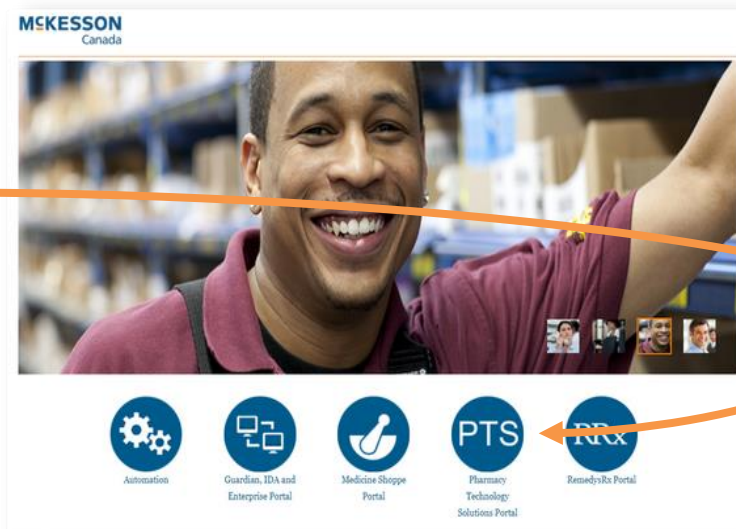 MCKESSON
Canada
PTS
RRx
Automation
Guardian, IDA and
Enterprise Portal
Medicine Shoppe
Portal
Pharmacy
Technology
Solutions Portal
RemedysRx Portal